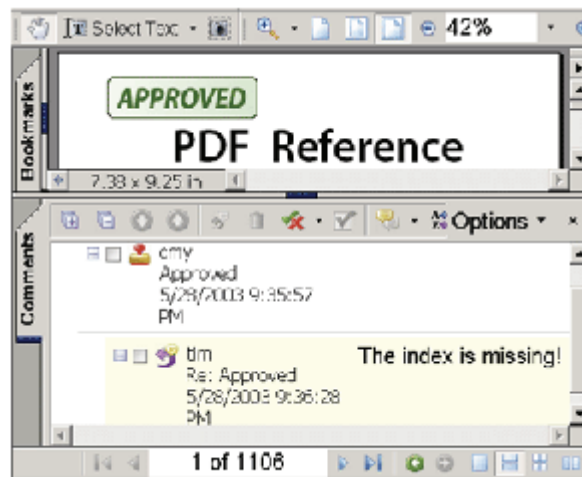 Select Text
42%
Bookmarks
APPROVED
PDF Reference
7.38 x 9.25 in
Options
Comments
cmy
Approved
5/28/2003 9:35:57
PM
tim The index is missing!
Re: Approved
5/28/2003 9:36:28
PM
1 of 1106